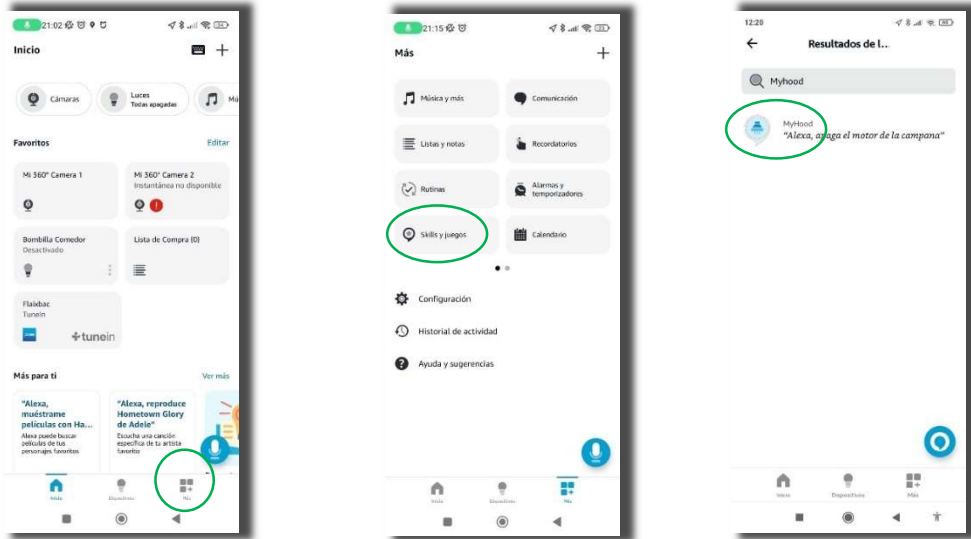 21:02
Inicio
Cámaras
Luces
Todas apagadas
Mú
Favoritos
Editar
Mi 360° Camera 1
Mi 360° Camera 2
Instantánea no disponible
Bombilla Comedor
Desactivado
Lista de Compra (0)
Flaixbac
Tunein
tunein
Más para ti
Ver más
"Alexa,
muéstrame
películas con Ha...
Alexa puede buscar
películas de tus
personajes favoritos
"Alexa, reproduce
Hometown Glory
de Adele"
Escucha una canción
específica de tu artista
favorito
Inicio
Dispositivos
Más
21:15
Más
Música y más
Comunicación
Listas y notas
Recordatorios
Rutinas
Alarmas y
temporizadores
Skills y juegos
Calendario
Configuración
Historial de actividad
Ayuda y sugerencias
Inicio
Dispositivos
Más
12:20
Resultados de l...
Myhood
MyHood
"Alexa, apaga el motor de la campana"
Inicio
Dispositivos
Más